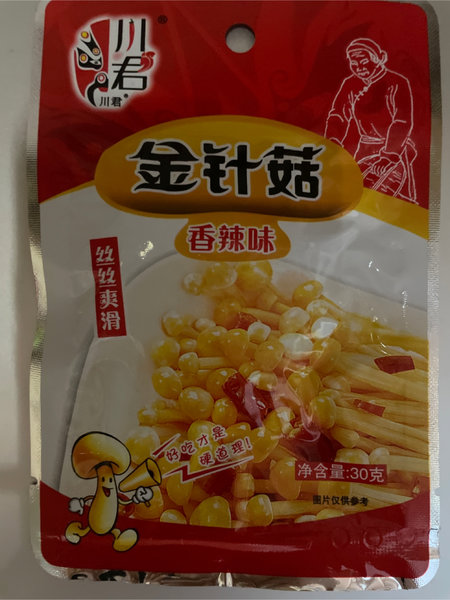 川君®
川君®
金针菇
香辣味
丝丝爽滑
好吃才是
硬道理!
净含量:30克
图片仅供参考